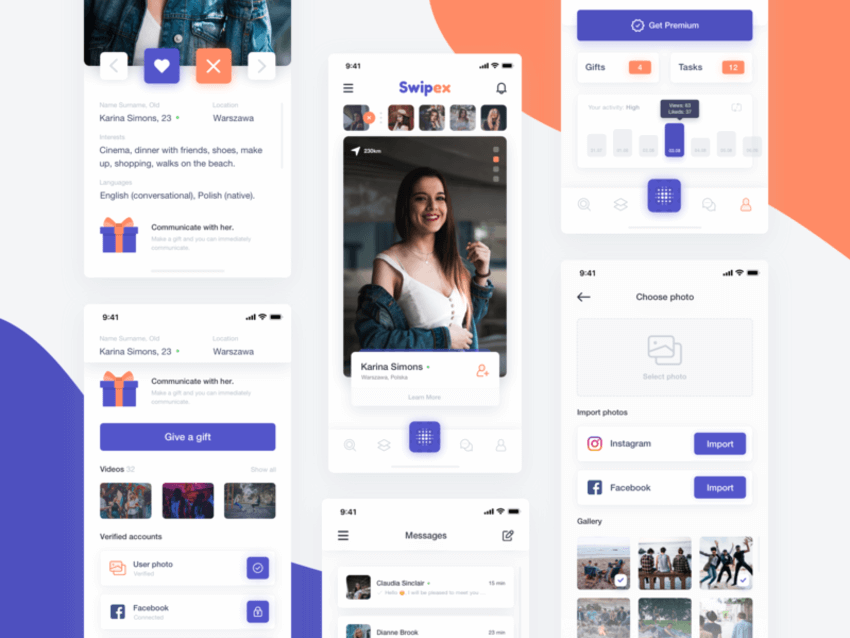 Name Surname, Old
Location
Karina Simons, 23
Warszawa
Interests
Cinema, dinner with friends, shoes, make
up, shopping, walks on the beach.
Languages
English (conversational), Polish (native).
Communicate with her.
Make a gift and you can immediately
communicate.
9:41
Name Surname, Old
Location
Karina Simons, 23
Warszawa
Communicate with her.
Make a gift and you can immediately
communicate.
Give a gift
Videos 32
Show all
Verified accounts
User photo
Verified
Facebook
Connected
9:41
Swipex
230km
Karina Simons
Warszawa, Polska
Learn More
9:41
Messages
Claudia Sinclair
15 min
Hello 😊, I will be pleased to meet you ...
Dianne Brook
23 min
Get Premium
Gifts
4
Tasks
12
Your activity: High
Views: 63
Liked: 37
9:41
Choose photo
Select photo
Import photos
Instagram
Import
Facebook
Import
Gallery